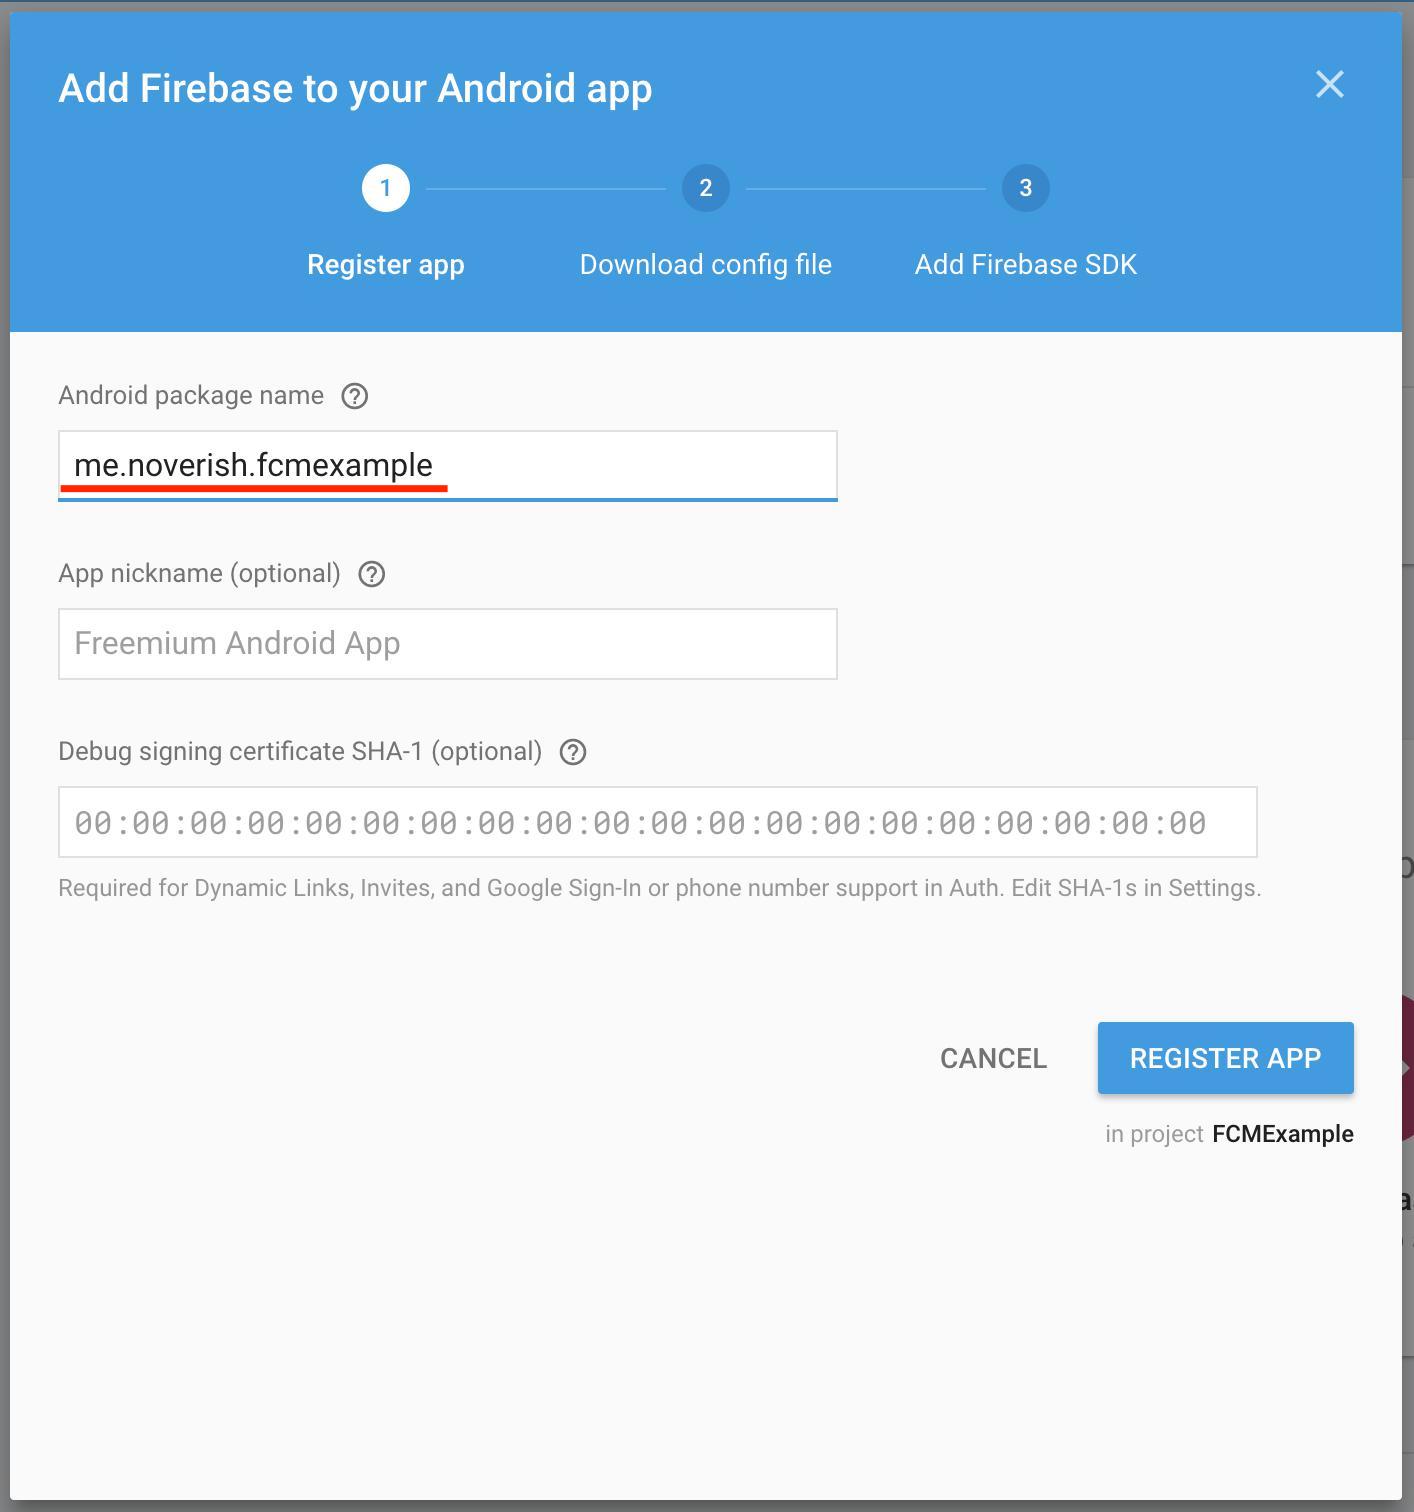 Add Firebase to your Android app
1
2
3
Register app
Download config file
Add Firebase SDK
Android package name
me.noverish.fcmexample
App nickname (optional)
Freemium Android App
Debug signing certificate SHA-1 (optional)
00:00:00:00:00:00:00:00:00:00:00:00:00:00:00:00:00:00:00:00
Required for Dynamic Links, Invites, and Google Sign-In or phone number support in Auth. Edit SHA-1s in Settings.
CANCEL
REGISTER APP
in project FCMExample